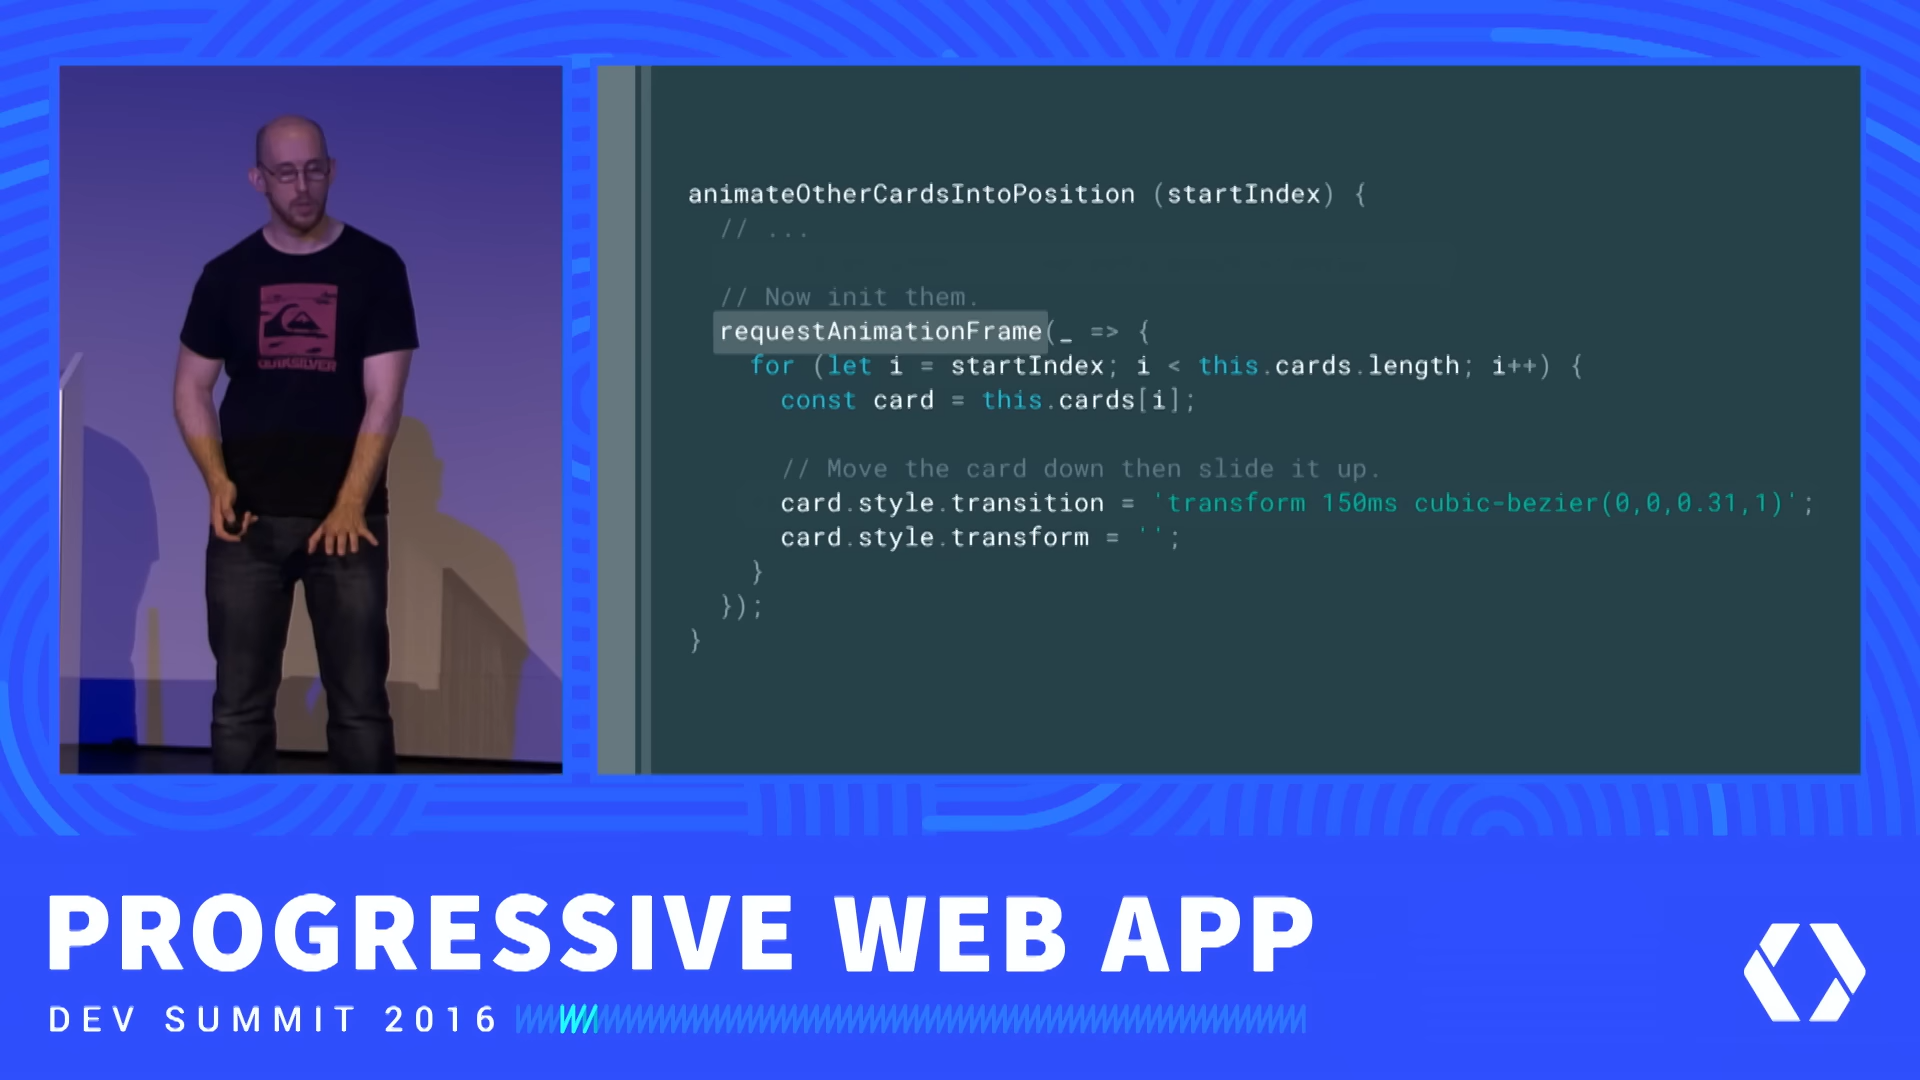 QUIKSILVER
animateOtherCardsIntoPosition (startIndex) {
// ...
// Now init them.
requestAnimationFrame(_ => {
for (let i = startIndex; i < this.cards.length; i++) {
const card = this.cards[i];
// Move the card down then slide it up.
card.style.transition = 'transform 150ms cubic-bezier(0,0,0.31,1)';
card.style.transform = '';
}
});
}
PROGRESSIVE WEB APP
DEV SUMMIT 2016